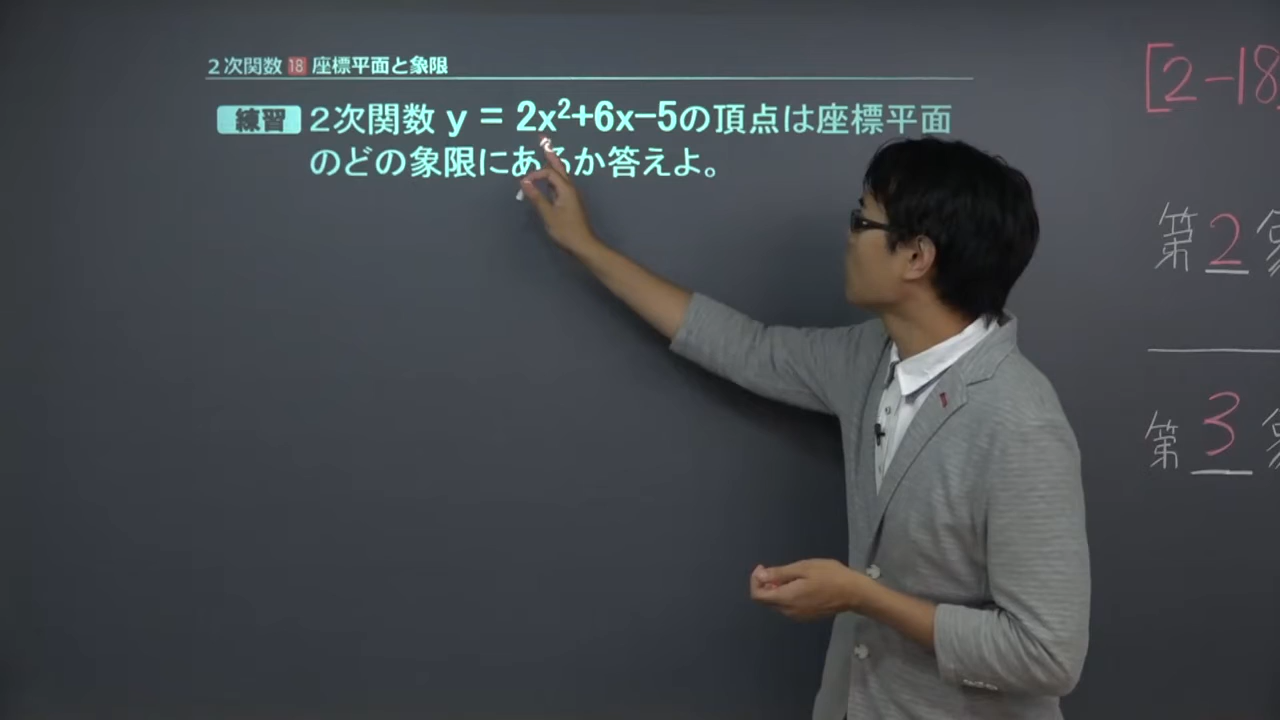 2次関数 18 座標平面と象限
練習 2次関数 y = 2x²+6x−5の頂点は座標平面
のどの象限にあるか答えよ。
[2-18
第 2 象
第 3 象